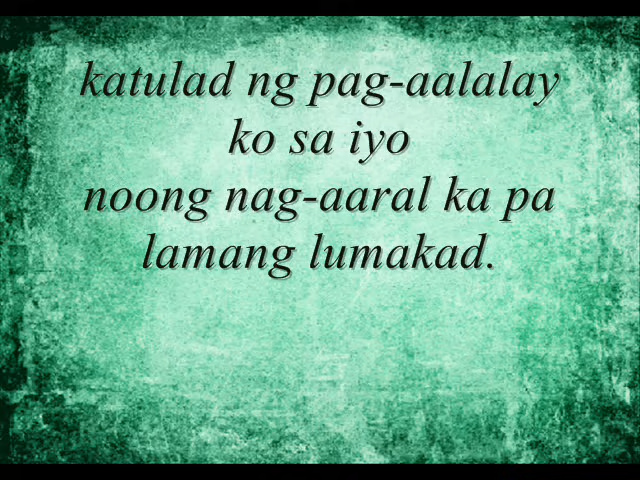 katulad ng pag-aalalay
ko sa iyo
noong nag-aaral ka pa
lamang lumakad.